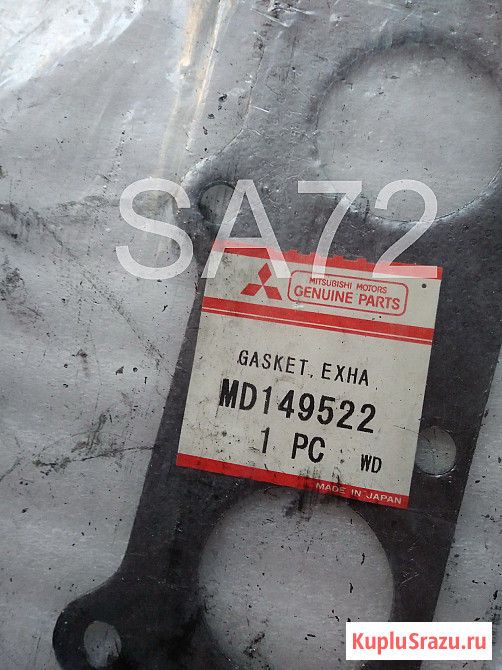 SA72
MITSUBISHI MOTORS
GENUINE PARTS
GASKET, EXHA
MD149522
1 PC WD
MADE IN JAPAN
KupluSrazu.ru